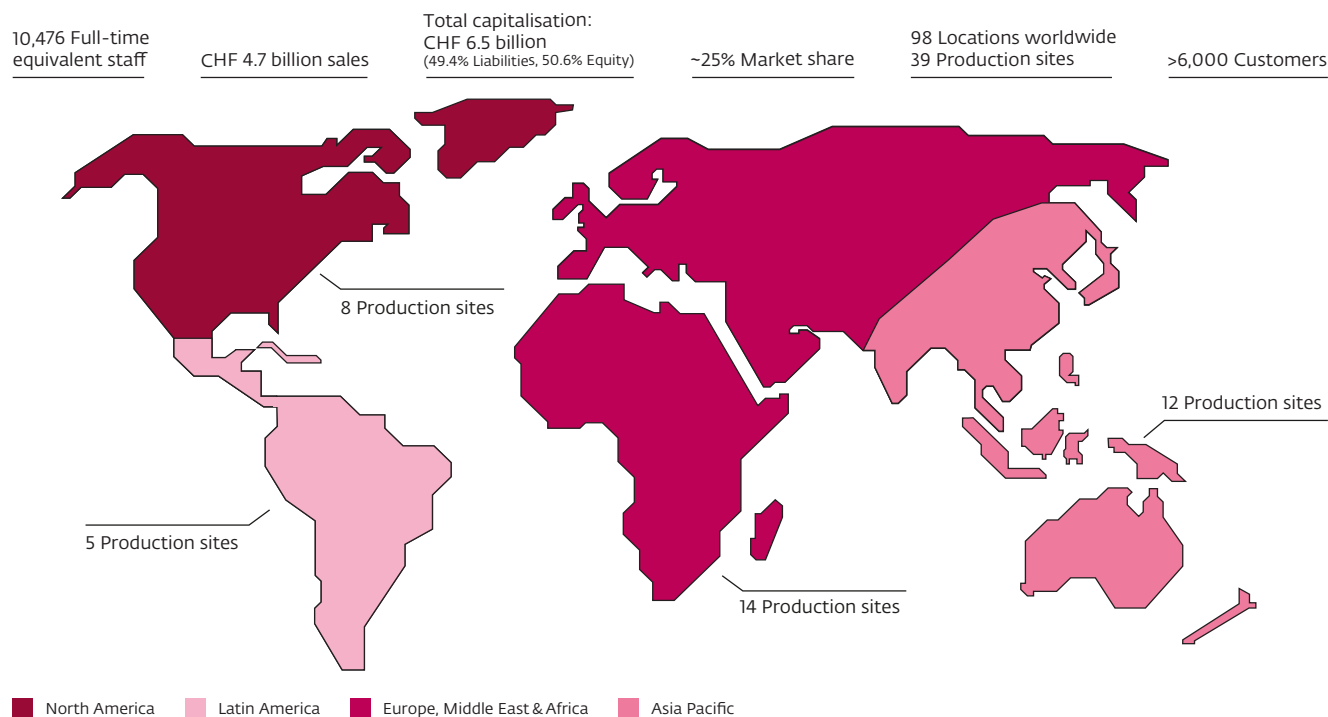 10,476 Full-time
equivalent staff
CHF 4.7 billion sales
Total capitalisation:
CHF 6.5 billion
(49.4% Liabilities, 50.6% Equity)
~25% Market share
98 Locations worldwide
39 Production sites
>6,000 Customers
8 Production sites
12 Production sites
5 Production sites
14 Production sites
North America
Latin America
Europe, Middle East & Africa
Asia Pacific